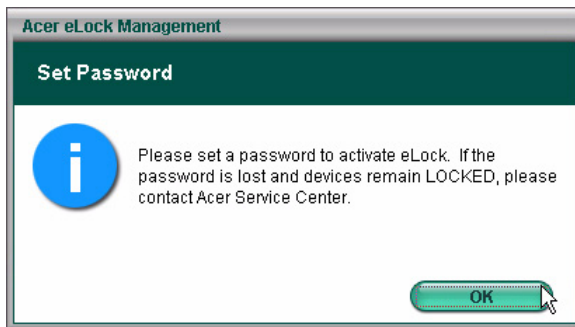 Acer eLock Management
Set Password
Please set a password to activate eLock. If the
password is lost and devices remain LOCKED, please
contact Acer Service Center.
OK